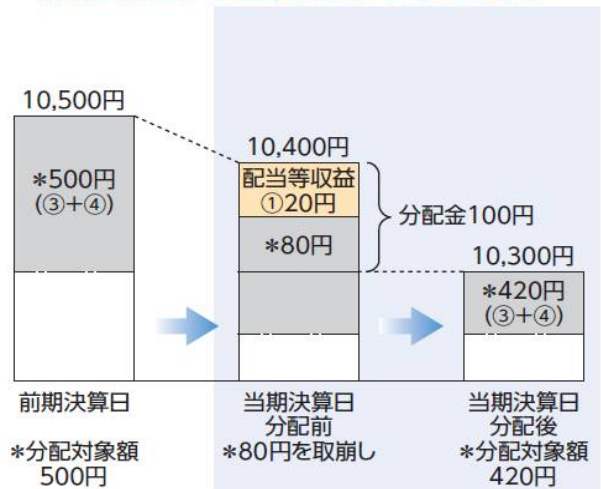 10,500円
＊500円
(③+④)
10,400円
配当等収益
①20円
＊80円
分配金100円
10,300円
＊420円
(③+④)
前期決算日
＊分配対象額
500円
当期決算日
分配前
＊80円を取崩し
当期決算日
分配後
＊分配対象額
420円